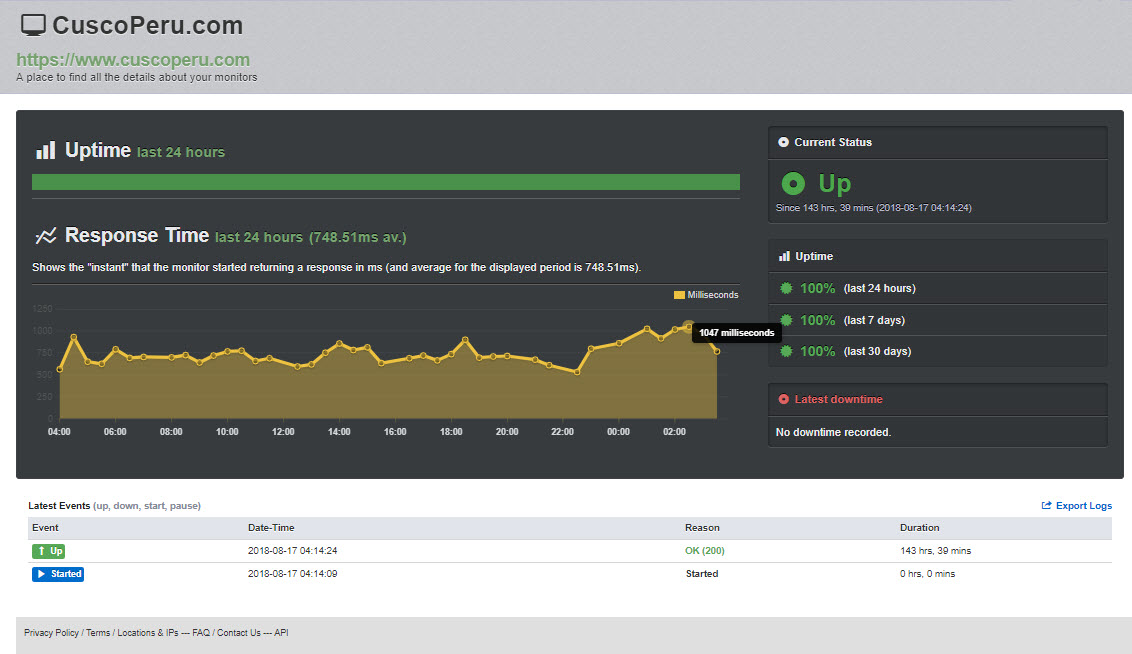 CuscoPeru.com
https://www.cuscoperu.com
A place to find all the details about your monitors
Uptime last 24 hours
Response Time last 24 hours (748.51ms av.)
Shows the "instant" that the monitor started returning a response in ms (and average for the displayed period is 748.51ms).
Milliseconds
1250
1000
750
500
250
0
1047 milliseconds
04:00 06:00 08:00 10:00 12:00 14:00 16:00 18:00 20:00 22:00 00:00 02:00
Current Status
Up
Since 143 hrs, 39 mins (2018-08-17 04:14:24)
Uptime
100% (last 24 hours)
100% (last 7 days)
100% (last 30 days)
Latest downtime
No downtime recorded.
Latest Events (up, down, start, pause) Export Logs
Event Date-Time Reason Duration
Up 2018-08-17 04:14:24 OK (200) 143 hrs, 39 mins
Started 2018-08-17 04:14:09 Started 0 hrs, 0 mins
Privacy Policy / Terms / Locations & IPs --- FAQ / Contact Us --- API